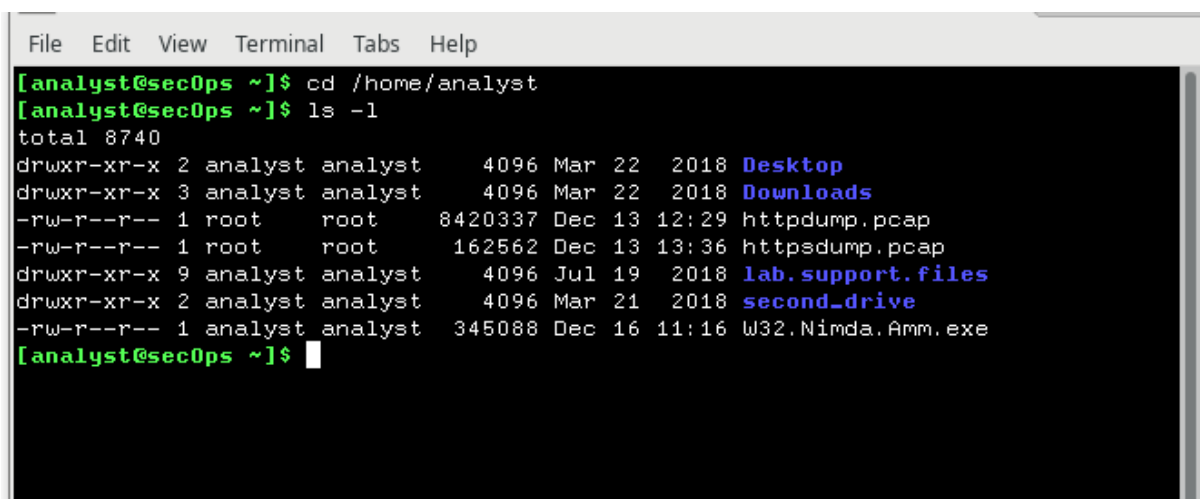 File Edit View Terminal Tabs Help
[analyst@secOps ~]$ cd /home/analyst
[analyst@secOps ~]$ ls -l
total 8740
drwxr-xr-x 2 analyst analyst    4096 Mar 22  2018 Desktop
drwxr-xr-x 3 analyst analyst    4096 Mar 22  2018 Downloads
-rw-r--r-- 1 root    root    8420337 Dec 13 12:29 httpdump.pcap
-rw-r--r-- 1 root    root     162562 Dec 13 13:36 httpsdump.pcap
drwxr-xr-x 9 analyst analyst    4096 Jul 19  2018 lab.support.files
drwxr-xr-x 2 analyst analyst    4096 Mar 21  2018 second_drive
-rw-r--r-- 1 analyst analyst  345088 Dec 16 11:16 W32.Nimda.Amm.exe
[analyst@secOps ~]$